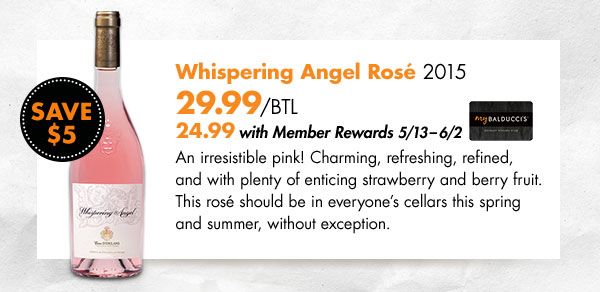 Whispering Angel Rosé 2015
SAVE
$5
29.99/BTL
24.99 with Member Rewards 5/13–6/2
my BALDUCCI'S
An irresistible pink! Charming, refreshing, refined,
and with plenty of enticing strawberry and berry fruit.
This rosé should be in everyone's cellars this spring
and summer, without exception.
Whispering Angel